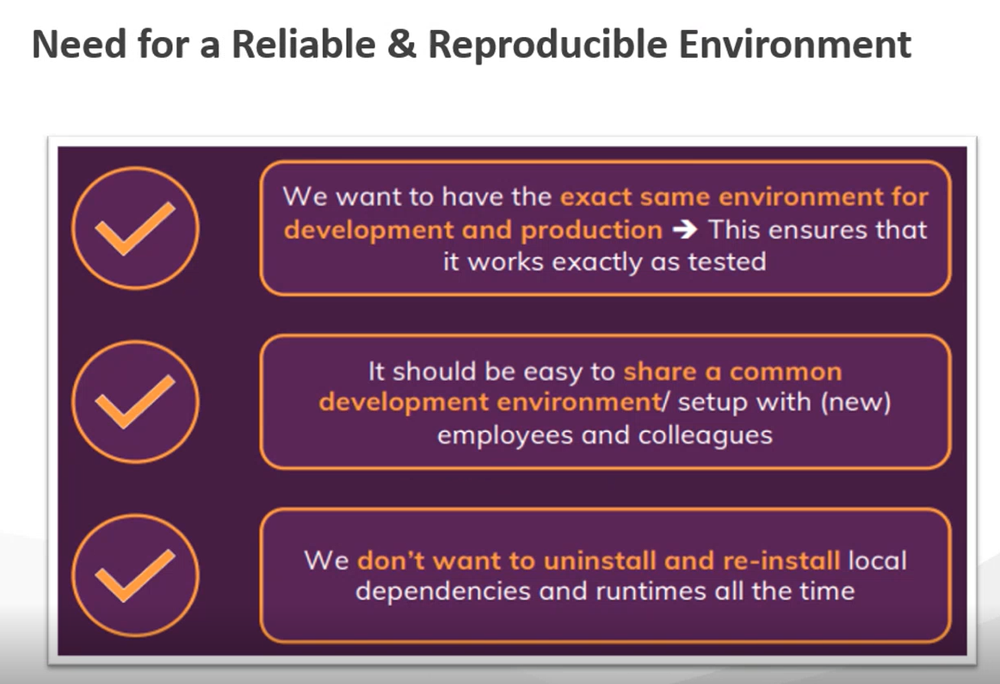 Need for a Reliable & Reproducible Environment
We want to have the exact same environment for
development and production ➔ This ensures that
it works exactly as tested
It should be easy to share a common
development environment/ setup with (new)
employees and colleagues
We don’t want to uninstall and re-install local
dependencies and runtimes all the time